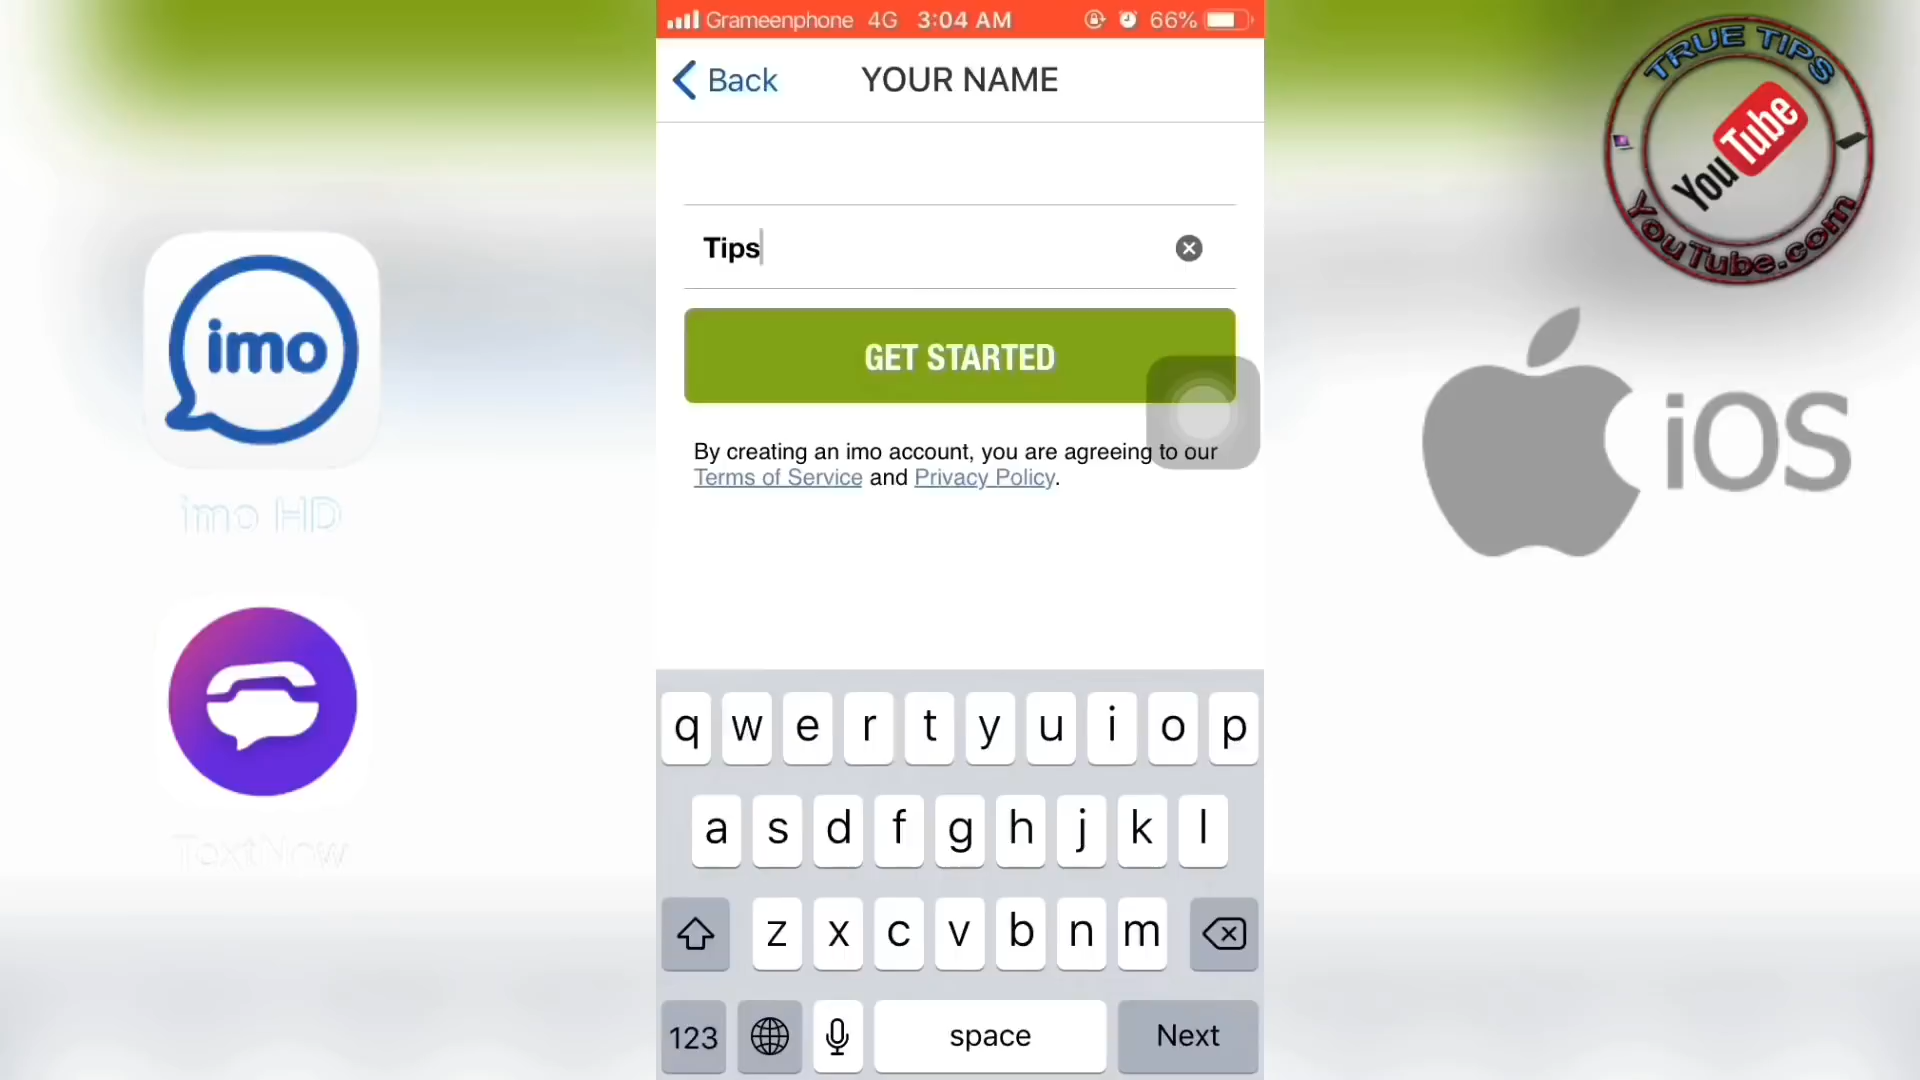 Grameenphone 4G 3:04 AM 66%
Back YOUR NAME
Tips
GET STARTED
By creating an imo account, you are agreeing to our
Terms of Service and Privacy Policy.
q w e r t y u i o p
a s d f g h j k l
z x c v b n m
123 space Next
imo
imo HD
TextNow
TRUE TIPS
YouTube
YouTube.com
iOS